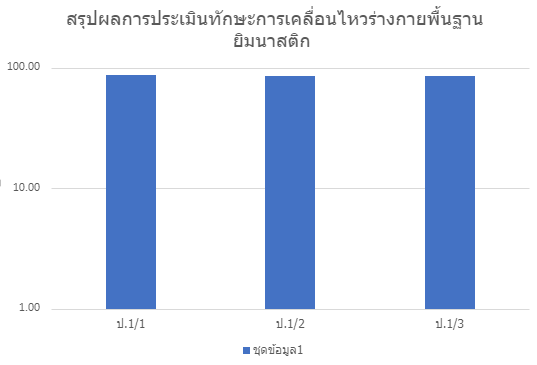 สรุปผลการประเมินทักษะการเคลื่อนไหวร่างกายพื้นฐาน
ยิมนาสติก
100.00
10.00
1.00
ป.1/1
ป.1/2
ป.1/3
ชุดข้อมูล1